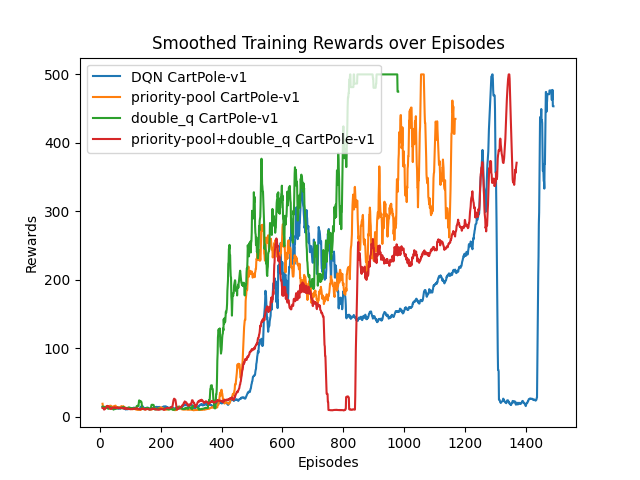 Smoothed Training Rewards over Episodes
DQN CartPole-v1
priority-pool CartPole-v1
double_q CartPole-v1
priority-pool+double_q CartPole-v1
500
400
300
200
100
0
Rewards
0 200 400 600 800 1000 1200 1400
Episodes